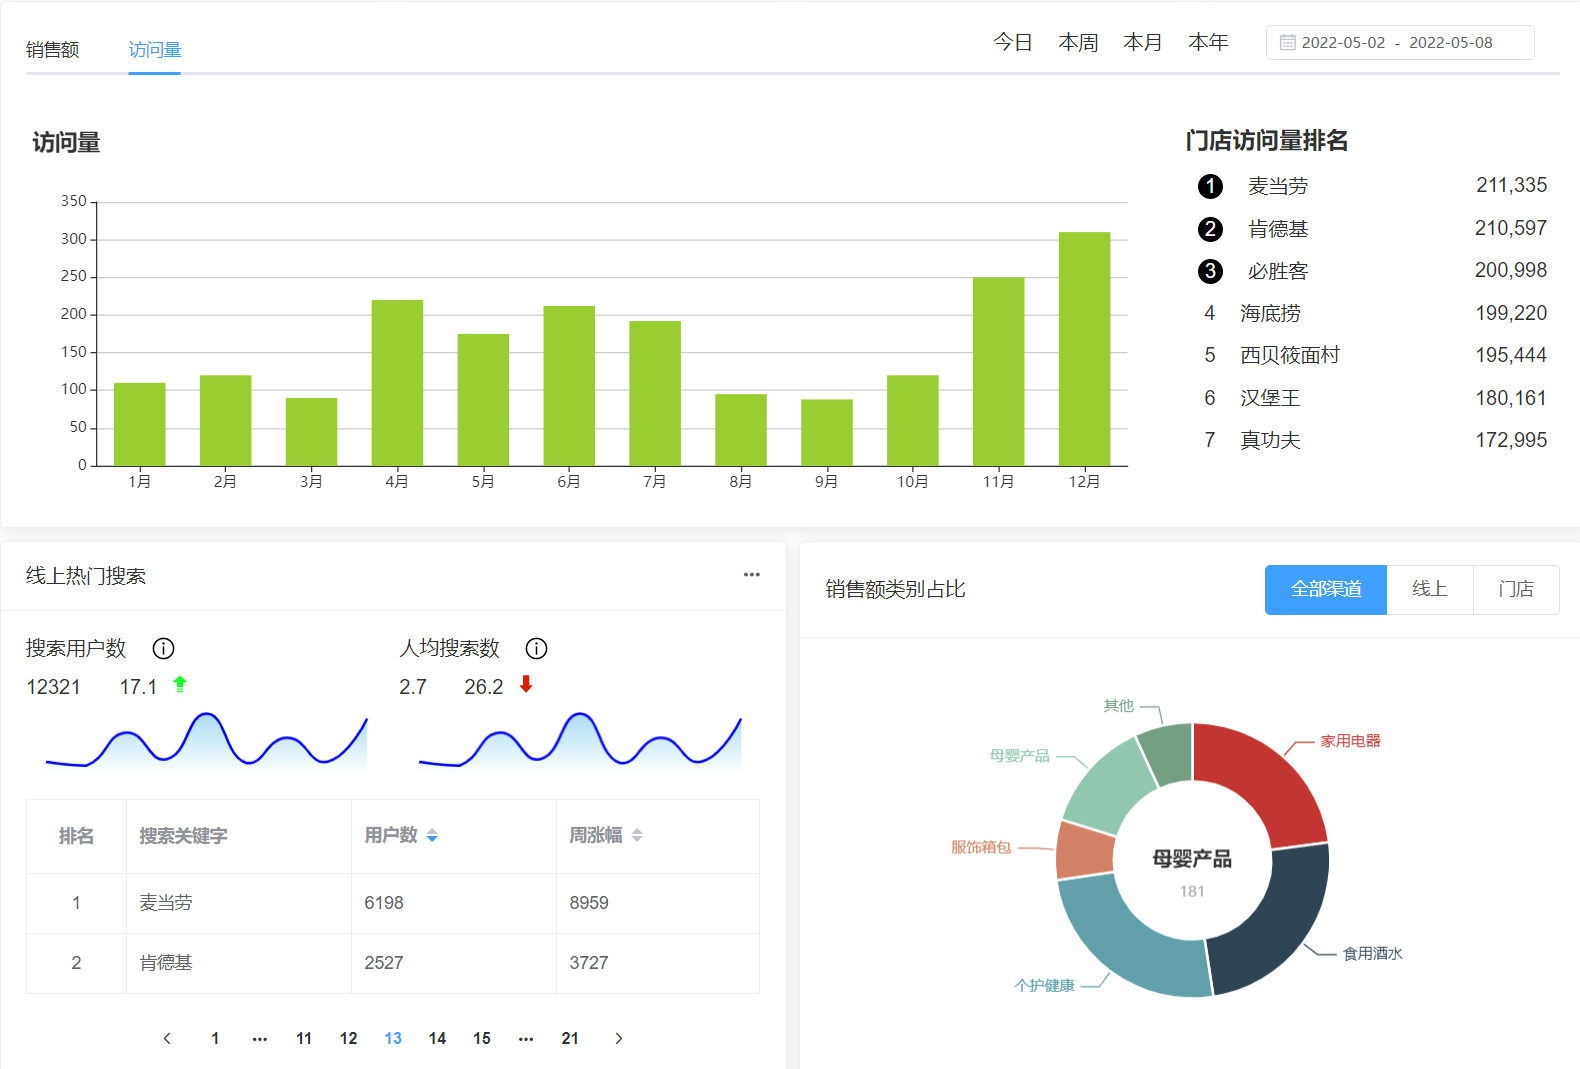 销售额 访问量 今日 本周 本月 本年 2022-05-02 - 2022-05-08
访问量
350
300
250
200
150
100
50
0
1月 2月 3月 4月 5月 6月 7月 8月 9月 10月 11月 12月
门店访问量排名
1 麦当劳 211,335
2 肯德基 210,597
3 必胜客 200,998
4 海底捞 199,220
5 西贝莜面村 195,444
6 汉堡王 180,161
7 真功夫 172,995
线上热门搜索
搜索用户数 人均搜索数
12321 17.1 2.7 26.2
排名 搜索关键字 用户数 周涨幅
1 麦当劳 6198 8959
2 肯德基 2527 3727
1 ... 11 12 13 14 15 ... 21
销售额类别占比 全部渠道 线上 门店
其他
家用电器
母婴产品
服饰箱包
母婴产品
181
食用酒水
个护健康